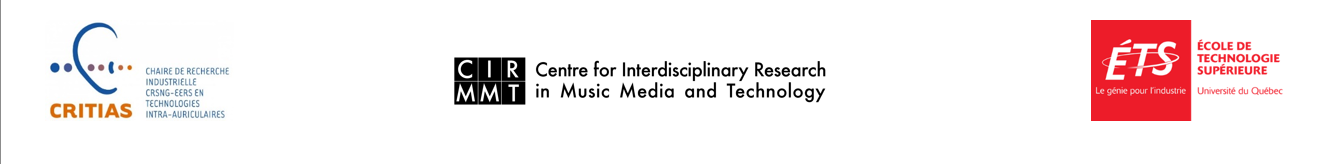 CRITIAS
CHAIRE DE RECHERCHE
INDUSTRIELLE
CRSNG-EERS EN
TECHNOLOGIES
INTRA-AURICULAIRES
CIR
MMT
Centre for Interdisciplinary Research
in Music Media and Technology
ÉTS
Le génie pour l'industrie
ÉCOLE DE
TECHNOLOGIE
SUPÉRIEURE
Université du Québec